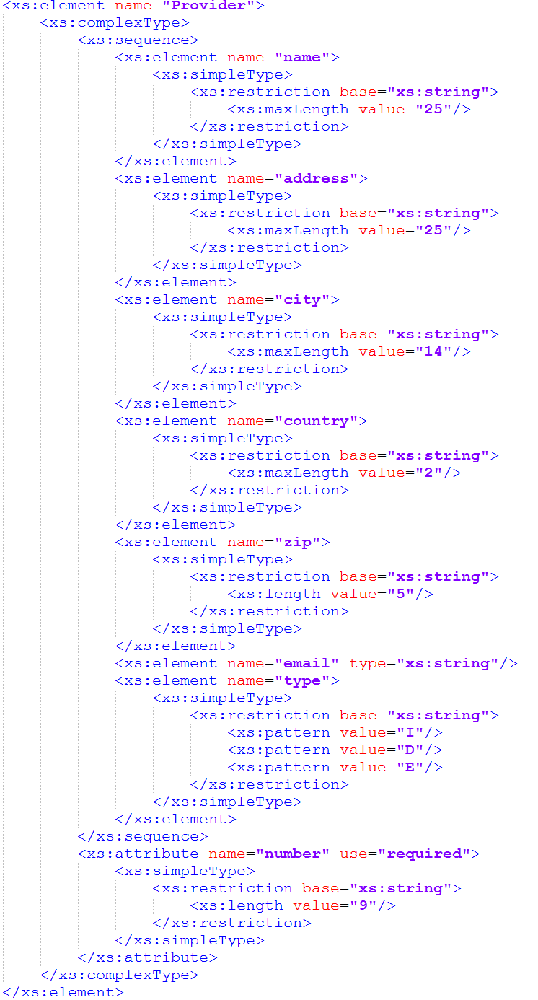 <xs:element name="Provider">
    <xs:complexType>
        <xs:sequence>
            <xs:element name="name">
                <xs:simpleType>
                    <xs:restriction base="xs:string">
                        <xs:maxLength value="25"/>
                    </xs:restriction>
                </xs:simpleType>
            </xs:element>
            <xs:element name="address">
                <xs:simpleType>
                    <xs:restriction base="xs:string">
                        <xs:maxLength value="25"/>
                    </xs:restriction>
                </xs:simpleType>
            </xs:element>
            <xs:element name="city">
                <xs:simpleType>
                    <xs:restriction base="xs:string">
                        <xs:maxLength value="14"/>
                    </xs:restriction>
                </xs:simpleType>
            </xs:element>
            <xs:element name="country">
                <xs:simpleType>
                    <xs:restriction base="xs:string">
                        <xs:maxLength value="2"/>
                    </xs:restriction>
                </xs:simpleType>
            </xs:element>
            <xs:element name="zip">
                <xs:simpleType>
                    <xs:restriction base="xs:string">
                        <xs:length value="5"/>
                    </xs:restriction>
                </xs:simpleType>
            </xs:element>
            <xs:element name="email" type="xs:string"/>
            <xs:element name="type">
                <xs:simpleType>
                    <xs:restriction base="xs:string">
                        <xs:pattern value="I"/>
                        <xs:pattern value="D"/>
                        <xs:pattern value="E"/>
                    </xs:restriction>
                </xs:simpleType>
            </xs:element>
        </xs:sequence>
        <xs:attribute name="number" use="required">
            <xs:simpleType>
                <xs:restriction base="xs:string">
                    <xs:length value="9"/>
                </xs:restriction>
            </xs:simpleType>
        </xs:attribute>
    </xs:complexType>
</xs:element>